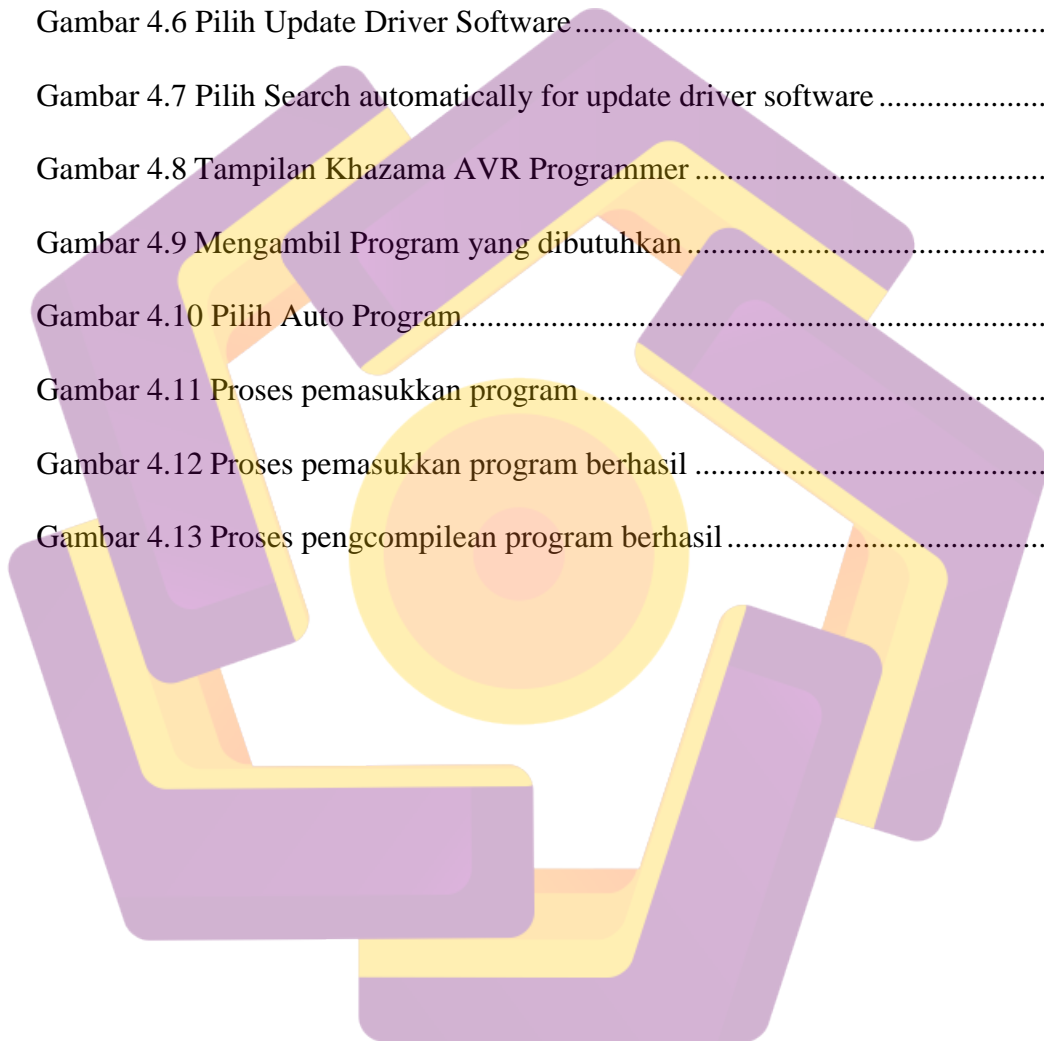 Gambar 4.6 Pilih Update Driver Software............................................................
Gambar 4.7 Pilih Search automatically for update driver software.....................
Gambar 4.8 Tampilan Khazama AVR Programmer............................................
Gambar 4.9 Mengambil Program yang dibutuhkan.............................................
Gambar 4.10 Pilih Auto Program.........................................................................
Gambar 4.11 Proses pemasukkan program..........................................................
Gambar 4.12 Proses pemasukkan program berhasil............................................
Gambar 4.13 Proses pengcompilean program berhasil........................................